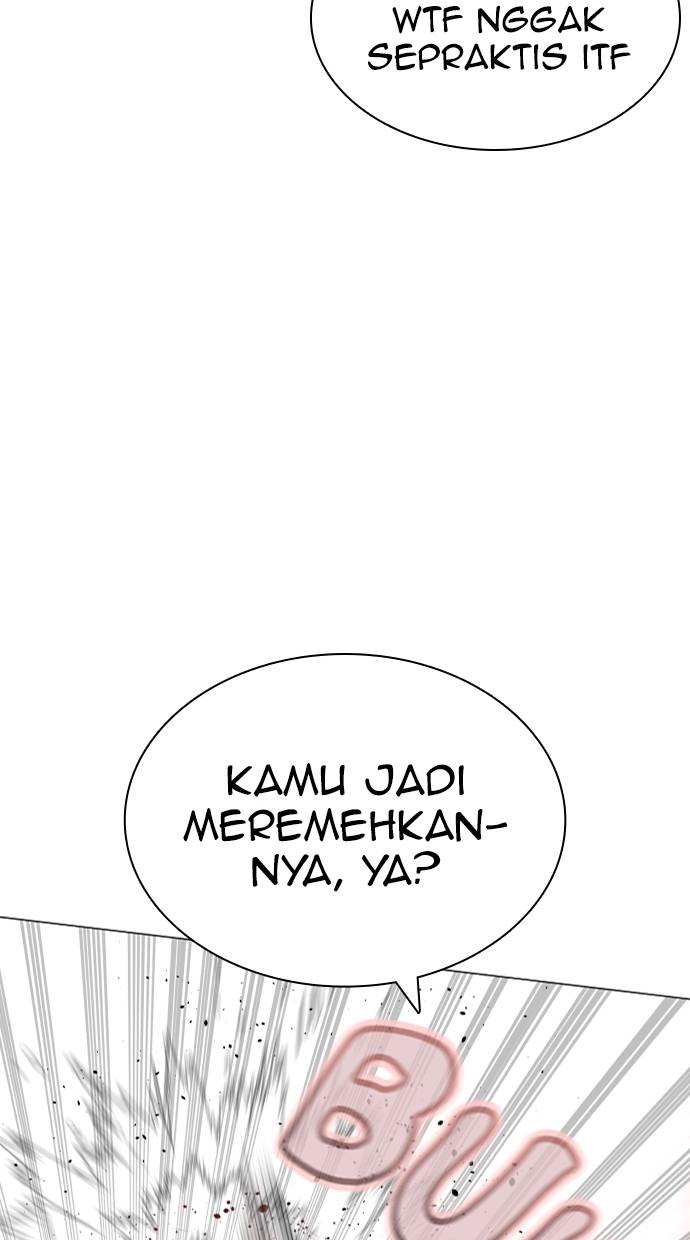 WTF NGGAK
SEPRAKTIS ITF
KAMU JADI
MEREMEHKAN-
NYA, YA?